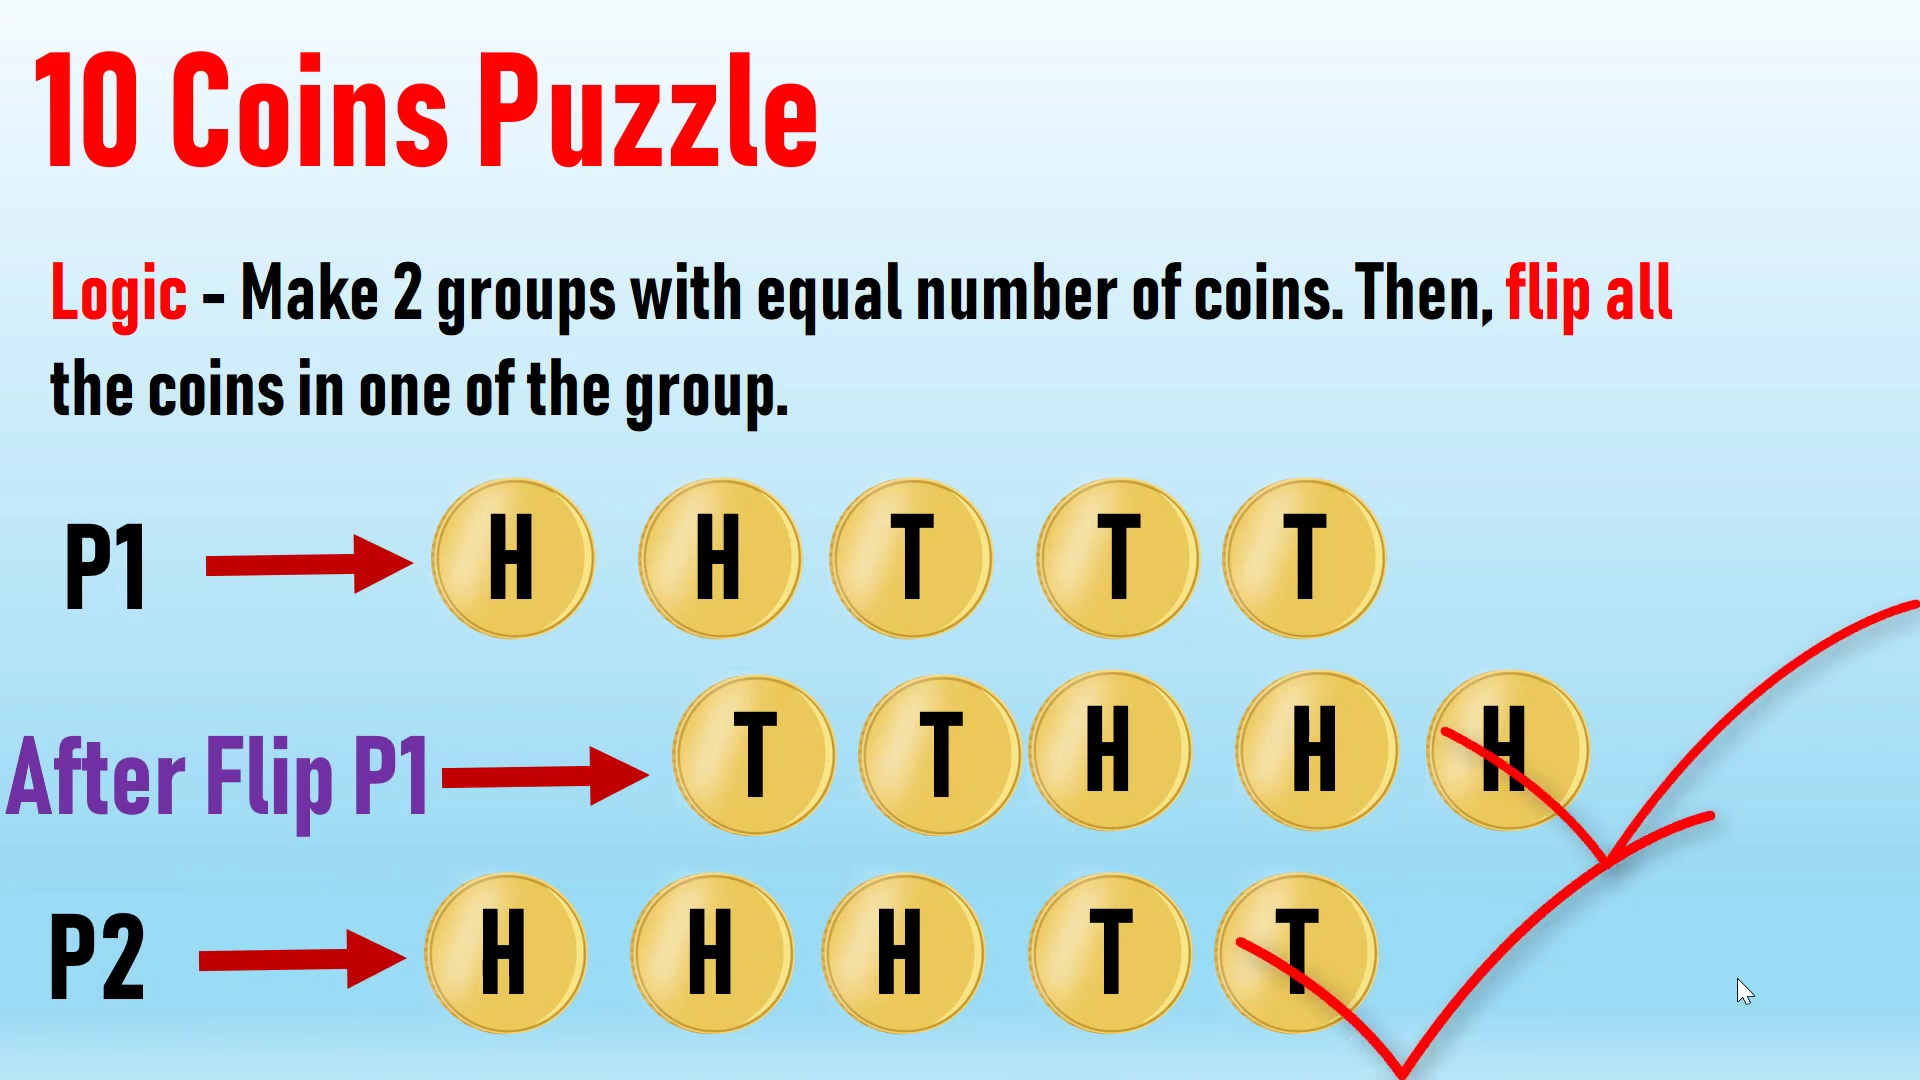 10 Coins Puzzle
Logic - Make 2 groups with equal number of coins. Then, flip all
the coins in one of the group.
P1 H H T T T
After Flip P1 T T H H H
P2 H H H T T